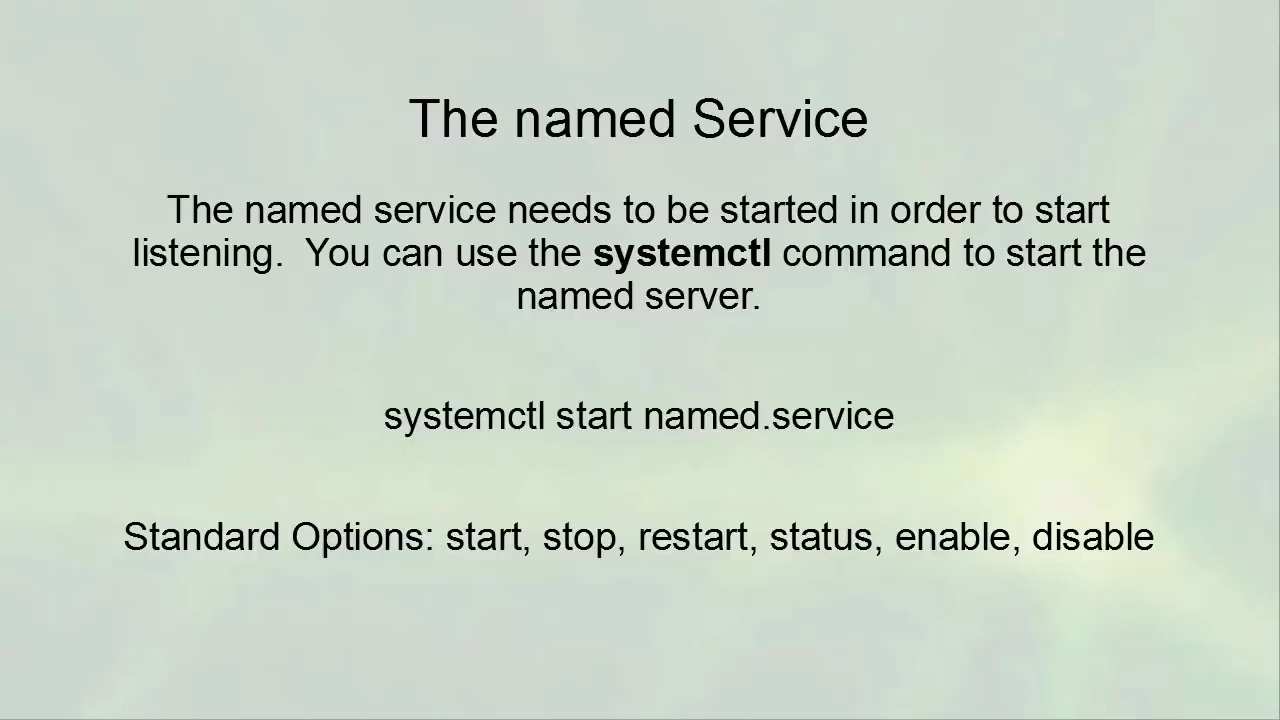 The named Service
The named service needs to be started in order to start
listening.  You can use the systemctl command to start the
named server.
systemctl start named.service
Standard Options: start, stop, restart, status, enable, disable